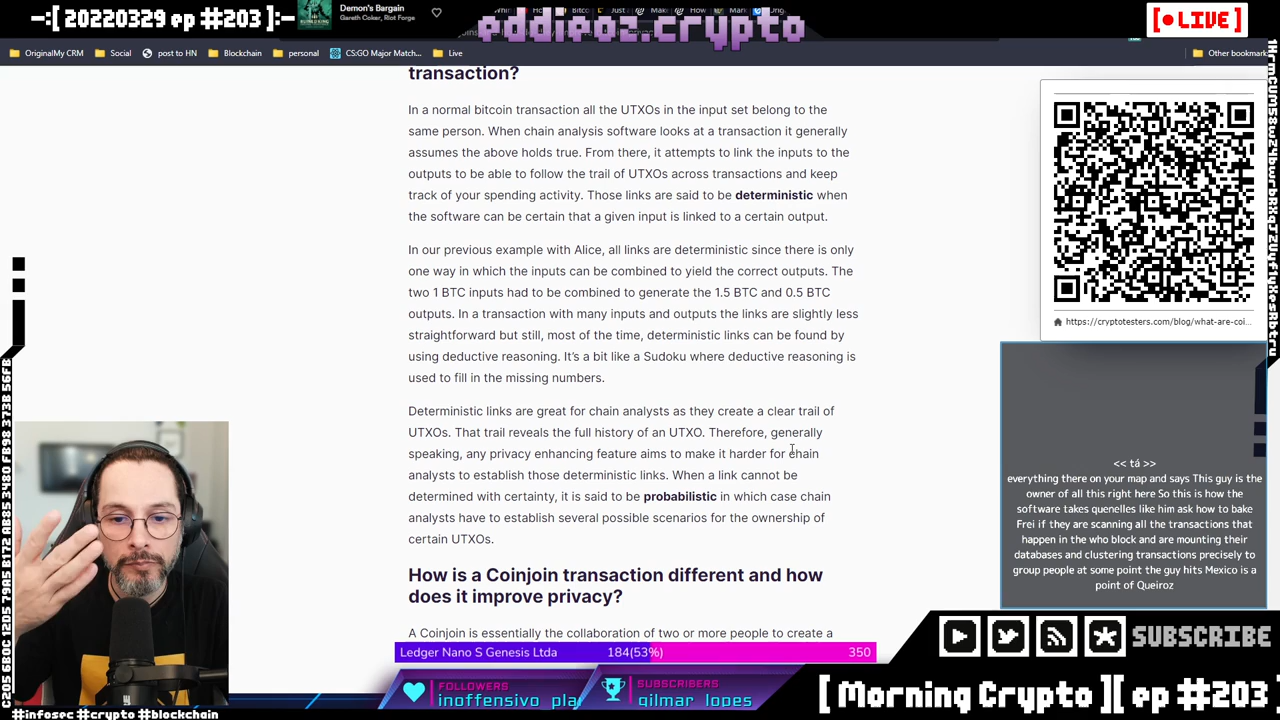 -:[ 20220329 ep #203 ]:-
Demon's Bargain
Gareth Coker, Riot Forge
eddieoz.crypto
[ LIVE ]
OriginalMy CRM
Social
post to HN
Blockchain
personal
CS:GO Major Match...
Live
Other bookmark
transaction?
In a normal bitcoin transaction all the UTXOs in the input set belong to the
same person. When chain analysis software looks at a transaction it generally
assumes the above holds true. From there, it attempts to link the inputs to the
outputs to be able to follow the trail of UTXOs across transactions and keep
track of your spending activity. Those links are said to be deterministic when
the software can be certain that a given input is linked to a certain output.
In our previous example with Alice, all links are deterministic since there is only
one way in which the inputs can be combined to yield the correct outputs. The
two 1 BTC inputs had to be combined to generate the 1.5 BTC and 0.5 BTC
outputs. In a transaction with many inputs and outputs the links are slightly less
straightforward but still, most of the time, deterministic links can be found by
using deductive reasoning. It's a bit like a Sudoku where deductive reasoning is
used to fill in the missing numbers.
Deterministic links are great for chain analysts as they create a clear trail of
UTXOs. That trail reveals the full history of an UTXO. Therefore, generally
speaking, any privacy enhancing feature aims to make it harder for chain
analysts to establish those deterministic links. When a link cannot be
determined with certainty, it is said to be probabilistic in which case chain
analysts have to establish several possible scenarios for the ownership of
certain UTXOs.
How is a Coinjoin transaction different and how
does it improve privacy?
A Coinjoin is essentially the collaboration of two or more people to create a
https://cryptotesters.com/blog/what-are-coi...
<< tá >>
everything there on your map and says This guy is the
owner of all this right here So this is how the
software takes quenelles like him ask how to bake
Frei if they are scanning all the transactions that
happen in the who block and are mounting their
databases and clustering transactions precisely to
group people at some point the guy hits Mexico is a
point of Queiroz
Ledger Nano S Genesis Ltda 184(53%) 350
FOLLOWERS
inoffensivo_pla
SUBSCRIBERS
gilmar_lopes
SUBSCRIBE
[ Morning Crypto ][ ep #203 ]
#infosec #crypto #blockchain